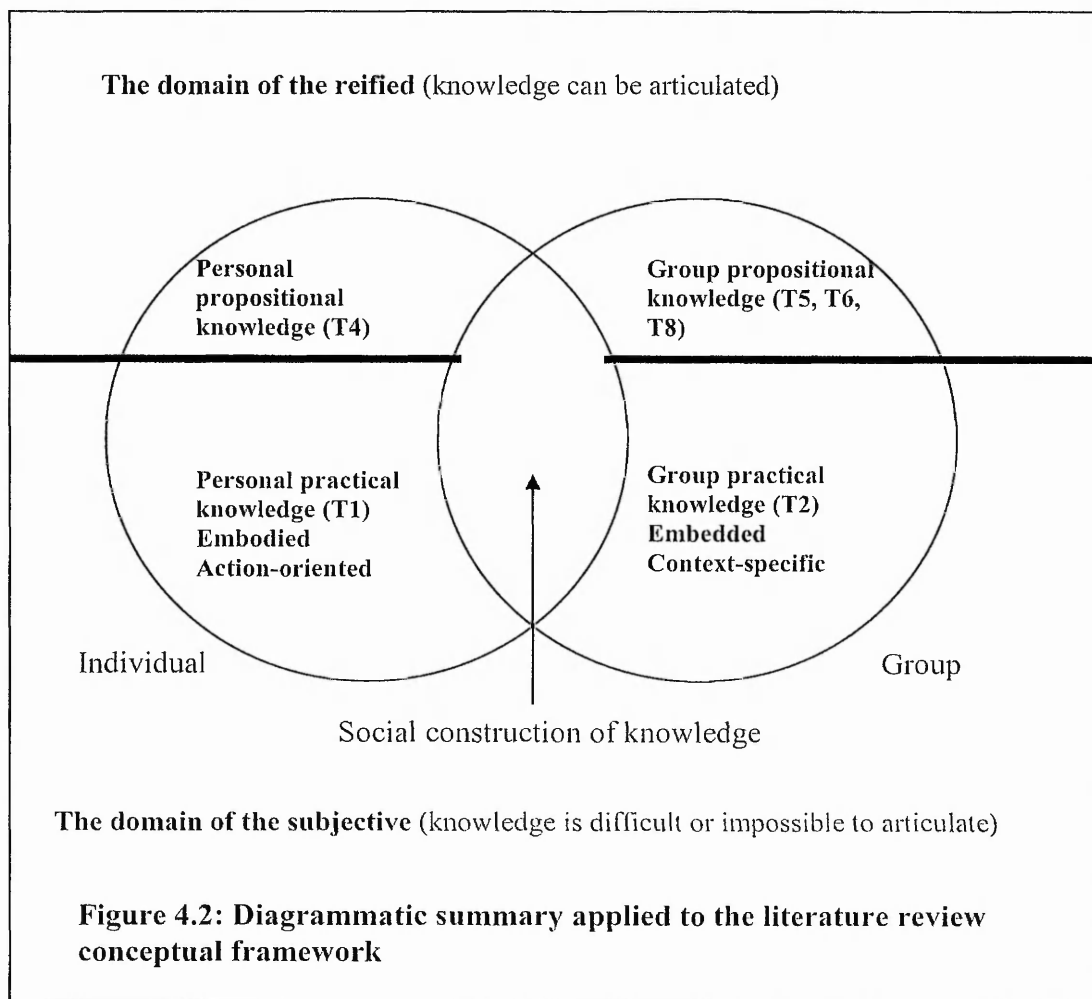 The domain of the reified (knowledge can be articulated)
Personal
propositional
knowledge (T4)
Group propositional
knowledge (T5, T6,
T8)
Personal practical
knowledge (T1)
Embodied
Action-oriented
Group practical
knowledge (T2)
Embedded
Context-specific
Individual
Group
Social construction of knowledge
The domain of the subjective (knowledge is difficult or impossible to articulate)
Figure 4.2: Diagrammatic summary applied to the literature review
conceptual framework